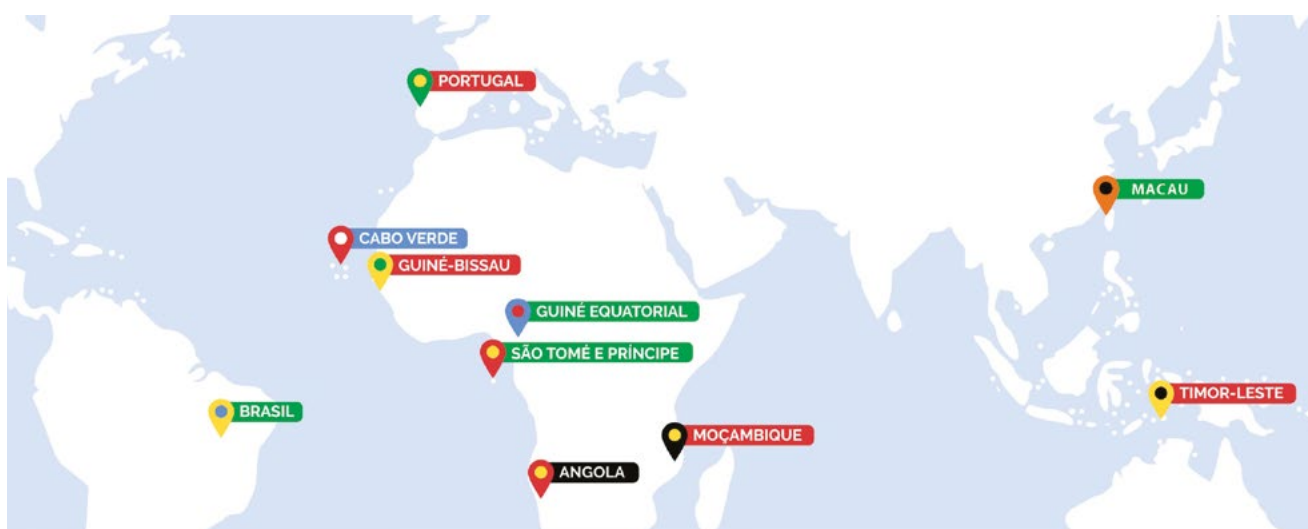 PORTUGAL
MACAU
CABO VERDE
GUINÉ-BISSAU
GUINÉ EQUATORIAL
SÃO TOMÉ E PRÍNCIPE
TIMOR-LESTE
BRASIL
MOÇAMBIQUE
ANGOLA